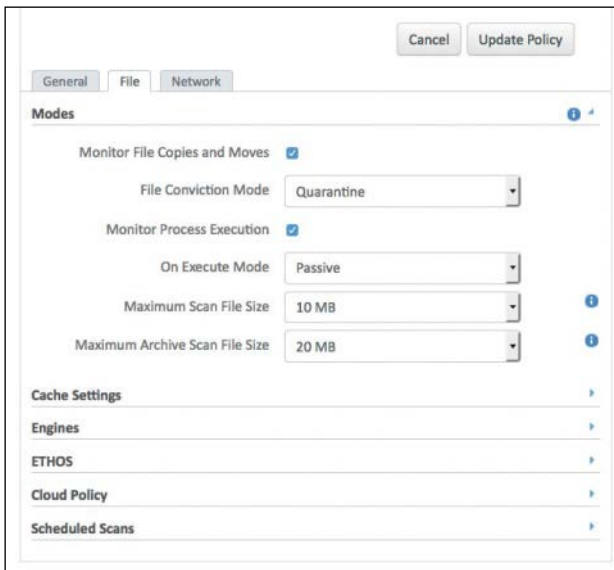 Cancel Update Policy
General File Network
Modes
Monitor File Copies and Moves
File Conviction Mode Quarantine
Monitor Process Execution
On Execute Mode Passive
Maximum Scan File Size 10 MB
Maximum Archive Scan File Size 20 MB
Cache Settings
Engines
ETHOS
Cloud Policy
Scheduled Scans